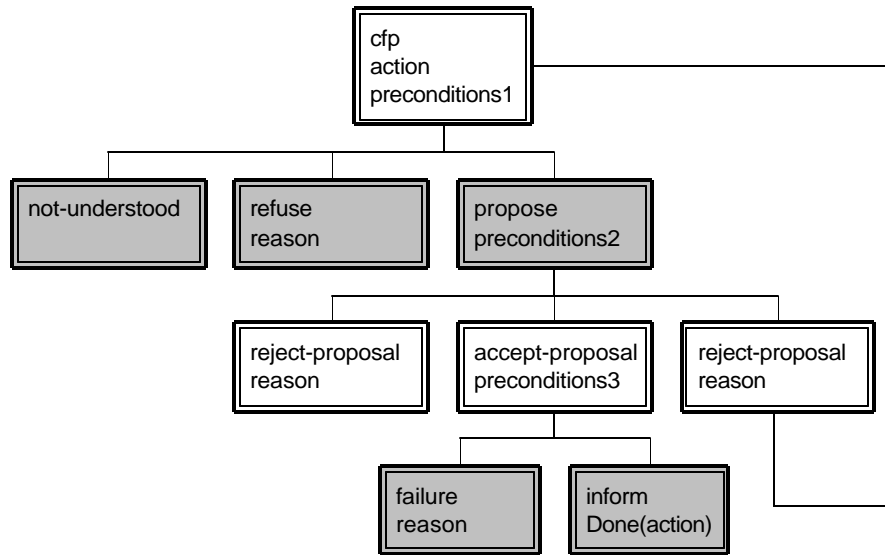 cfp
action
preconditions1
not-understood
refuse
reason
propose
preconditions2
reject-proposal
reason
accept-proposal
preconditions3
reject-proposal
reason
failure
reason
inform
Done(action)